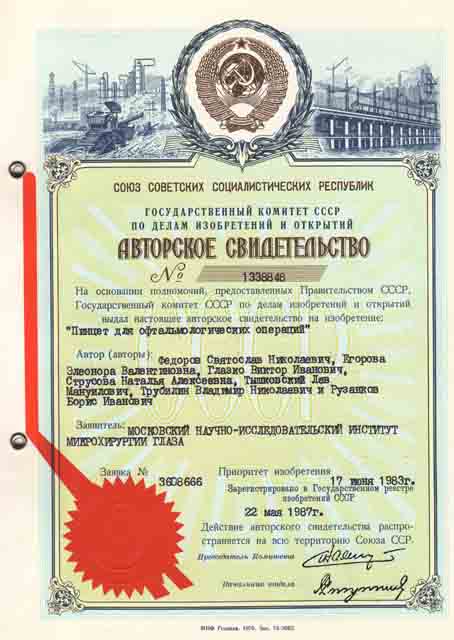 СОЮЗ СОВЕТСКИХ СОЦИАЛИСТИЧЕСКИХ РЕСПУБЛИК
ГОСУДАРСТВЕННЫЙ КОМИТЕТ СССР
ПО ДЕЛАМ ИЗОБРЕТЕНИЙ И ОТКРЫТИЙ
АВТОРСКОЕ СВИДЕТЕЛЬСТВО
№ 1338848
На основании полномочий, предоставленных Правительством СССР,
Государственный комитет СССР по делам изобретений и открытий
выдал настоящее авторское свидетельство на изобретение:
"Пинцет для офтальмологических операций"
Автор (авторы): Федоров Святослав Николаевич, Егорова
Элеонора Валентиновна, Глазко Виктор Иванович,
Струсова Наталья Алексеевна, Тышковский Лев
Мануилович, Трубилин Владимир Николаевич и Рузанков
Борис Иванович
Заявитель: МОСКОВСКИЙ НАУЧНО-ИССЛЕДОВАТЕЛЬСКИЙ ИНСТИТУТ
МИКРОХИРУРГИИ ГЛАЗА
Заявка № 3608666 Приоритет изобретения 17 июня 1983г.
Зарегистрировано в Государственном реестре
изобретений СССР
22 мая 1987г.
Действие авторского свидетельства распро-
страняется на всю территорию Союза ССР.
Председатель Комитета
Начальник отдела
СССР